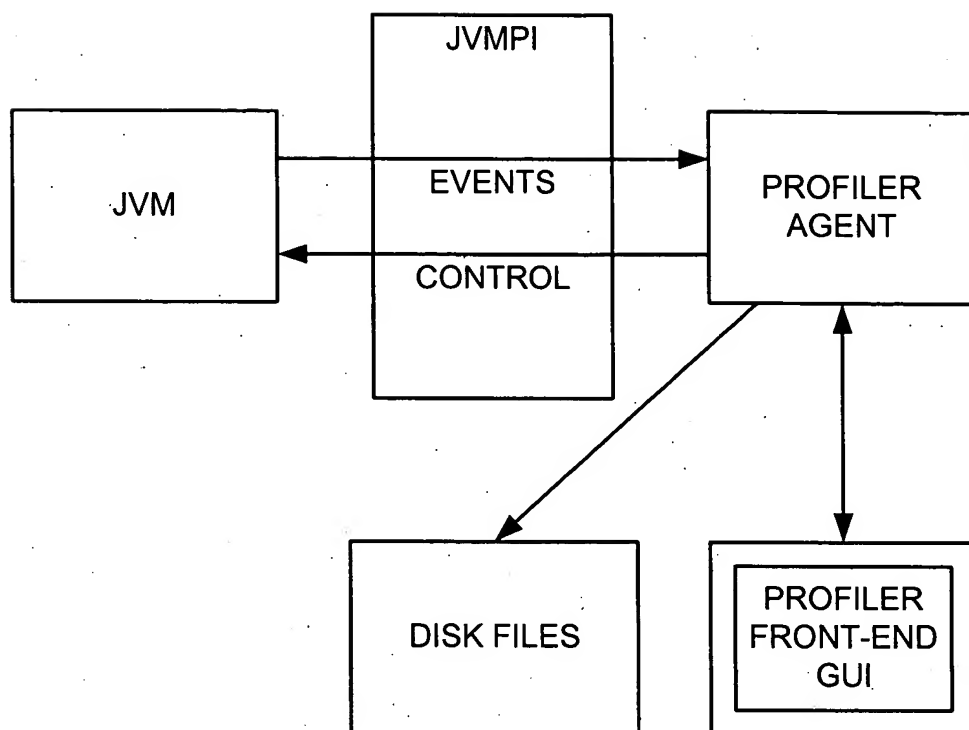 JVMPI
JVM
EVENTS
CONTROL
PROFILER
AGENT
DISK FILES
PROFILER
FRONT-END
GUI